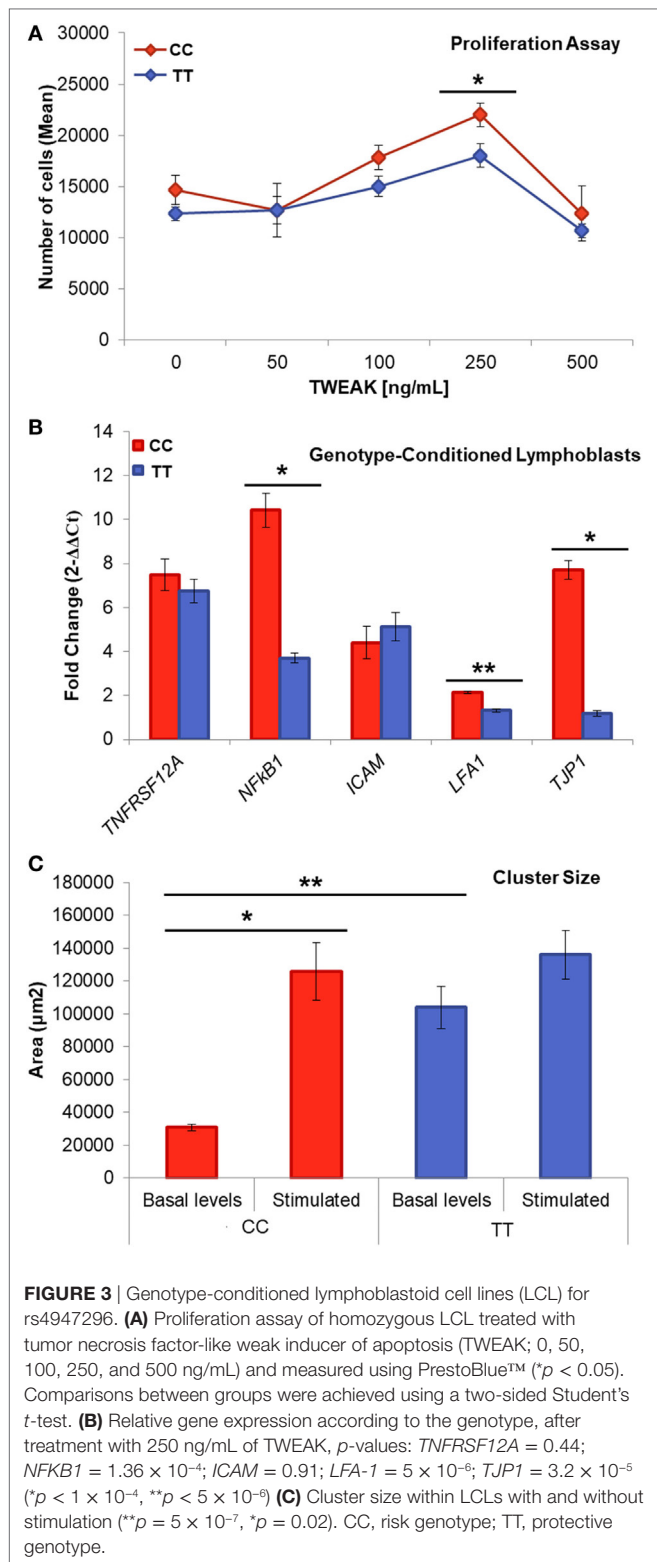 A
Proliferation Assay
CC
TT
*
Number of cells (Mean)
30000
25000
20000
15000
10000
5000
0
0 50 100 250 500
TWEAK [ng/mL]
B
Genotype-Conditioned Lymphoblasts
CC
TT
*
**
*
Fold Change (2-ΔΔCt)
14
12
10
8
6
4
2
0
TNFRSF12A
NFkB1
ICAM
LFA1
TJP1
C
Cluster Size
**
*
Area (µm2)
180000
160000
140000
120000
100000
80000
60000
40000
20000
0
Basal levels Stimulated Basal levels Stimulated
CC TT
FIGURE 3 | Genotype-conditioned lymphoblastoid cell lines (LCL) for
rs4947296. (A) Proliferation assay of homozygous LCL treated with
tumor necrosis factor-like weak inducer of apoptosis (TWEAK; 0, 50,
100, 250, and 500 ng/mL) and measured using PrestoBlue™ (*p < 0.05).
Comparisons between groups were achieved using a two-sided Student's
t-test. (B) Relative gene expression according to the genotype, after
treatment with 250 ng/mL of TWEAK, p-values: TNFRSF12A = 0.44;
NFKB1 = 1.36 × 10⁻⁴; ICAM = 0.91; LFA-1 = 5 × 10⁻⁶; TJP1 = 3.2 × 10⁻⁵
(*p < 1 × 10⁻⁴, **p < 5 × 10⁻⁶) (C) Cluster size within LCLs with and without
stimulation (**p = 5 × 10⁻⁷, *p = 0.02). CC, risk genotype; TT, protective
genotype.